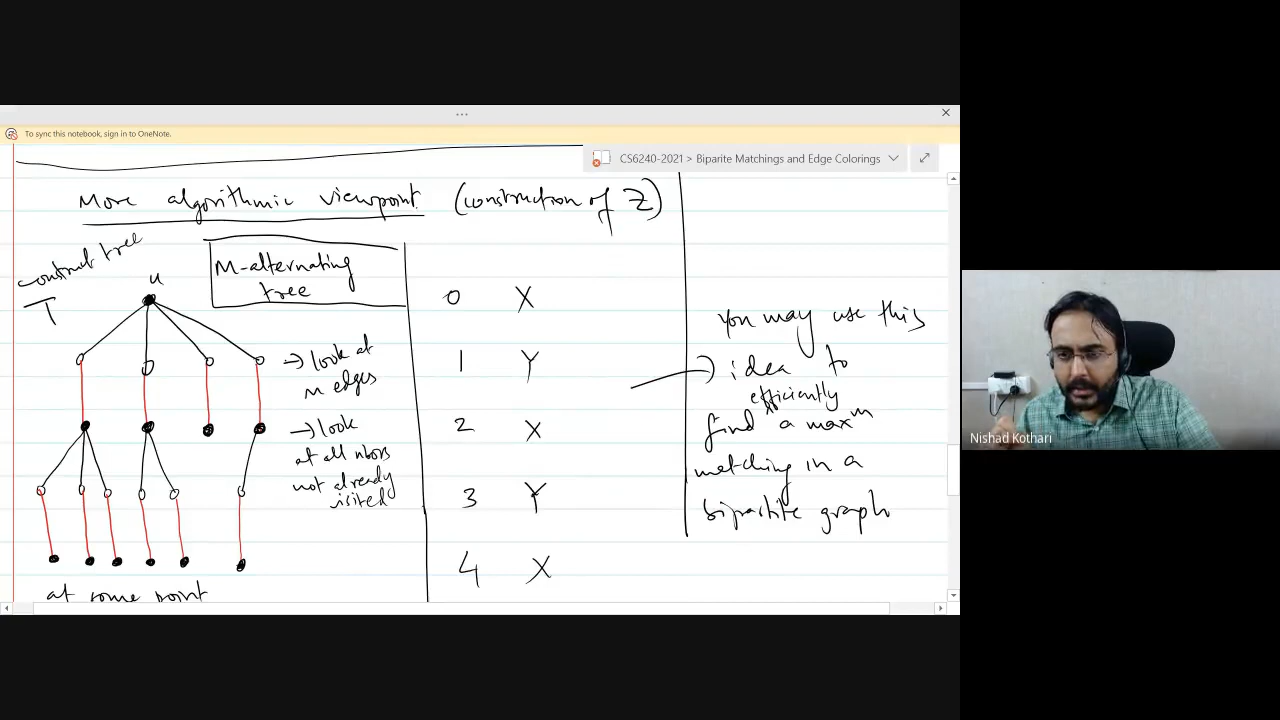 To sync this notebook, sign in to OneNote.
CS6240-2021 > Biparite Matchings and Edge Colorings
More algorithmic viewpoint (construction of Z)
construct tree
T
u
M-alternating
tree
→ look at
M edges
→ look
at all nbors
not already
visited
at some point
0 X
1 Y
2 X
3 Y
4 X
You may use this
idea to
efficiently
find a max^m
matching in a
bipartite graph
Nishad Kothari